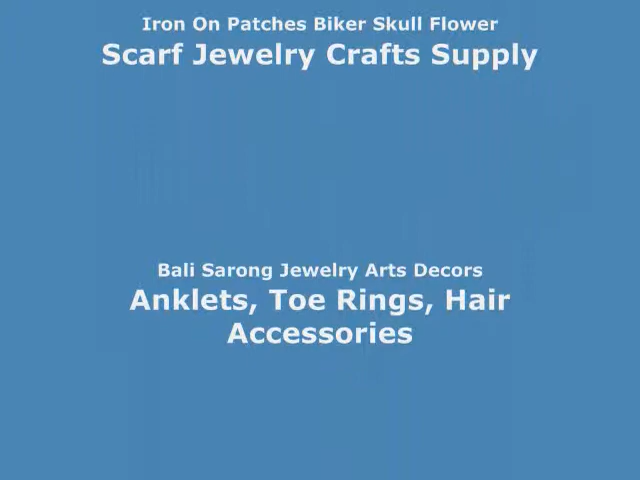 Iron On Patches Biker Skull Flower
Scarf Jewelry Crafts Supply
Bali Sarong Jewelry Arts Decors
Anklets, Toe Rings, Hair
Accessories